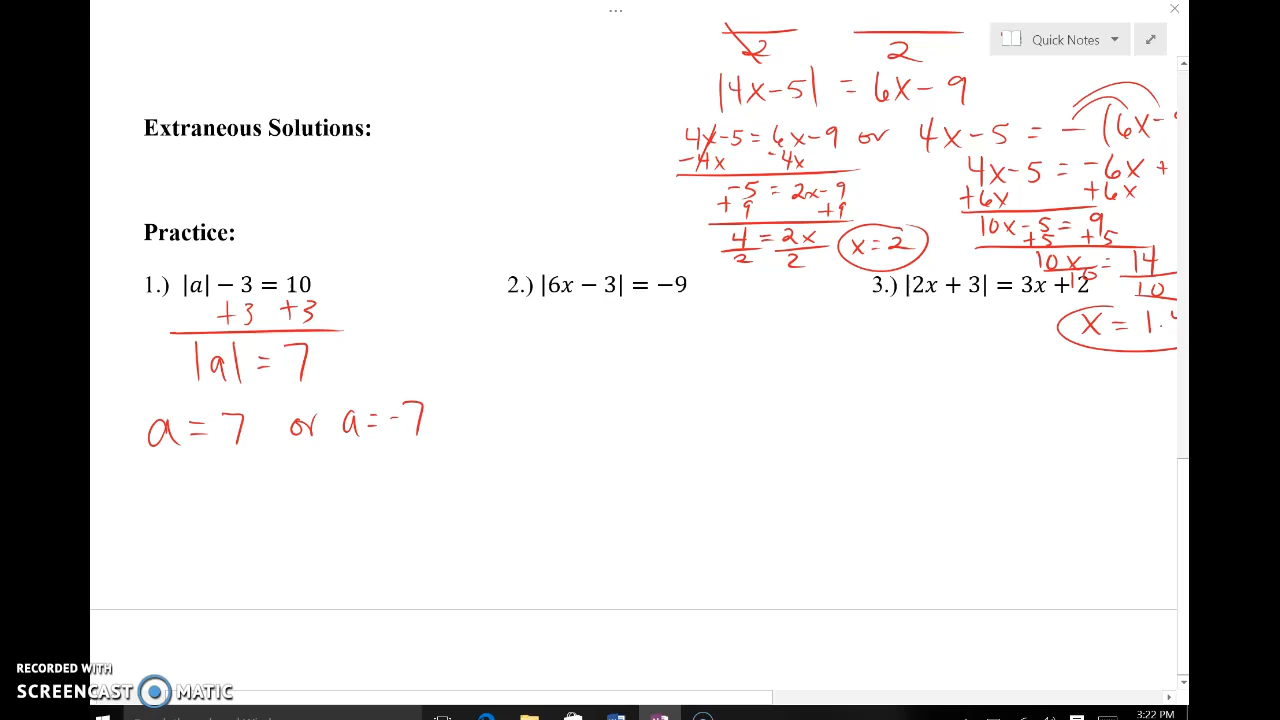 ...
Quick Notes
2 2
|4x-5| = 6x-9
Extraneous Solutions:
4x-5 = 6x-9 or 4x-5 = -(6x-9
-4x -4x 4x-5 = -6x +
-5 = 2x-9 +6x +6x
+9 +9 10x-5 = 9
Practice:
4 = 2x x=2 +5 +5
2 2 10x = 14
1.) |a| − 3 = 10 2.) |6x − 3| = −9 3.) |2x + 3| = 3x + 2
10
+3 +3
x = 1.4
|a| = 7
a = 7 or a = -7
RECORDED WITH
SCREENCAST MATIC
3:22 PM